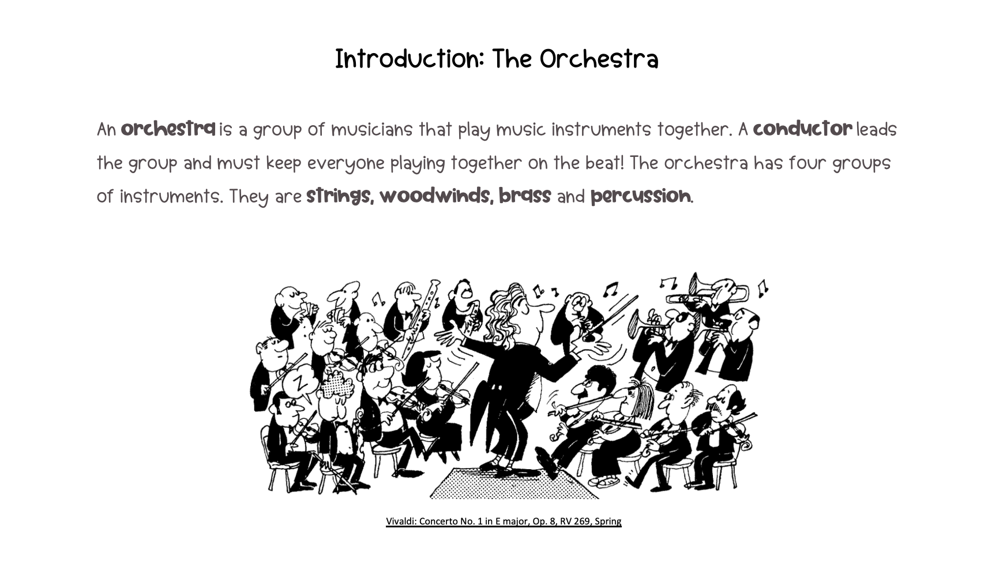 Introduction: The Orchestra
An orchestra is a group of musicians that play music instruments together. A conductor leads
the group and must keep everyone playing together on the beat! The orchestra has four groups
of instruments. They are strings, woodwinds, brass and percussion.
Z
Vivaldi: Concerto No. 1 in E major, Op. 8, RV 269, Spring